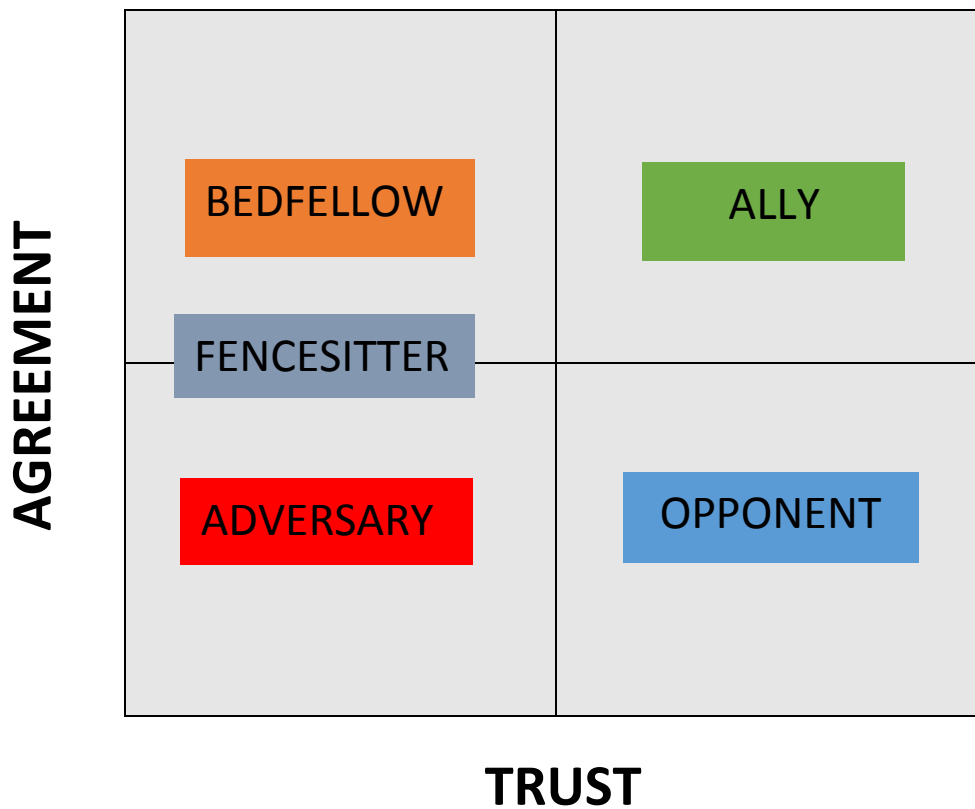 AGREEMENT
BEDFELLOW
ALLY
FENCESITTER
ADVERSARY
OPPONENT
TRUST